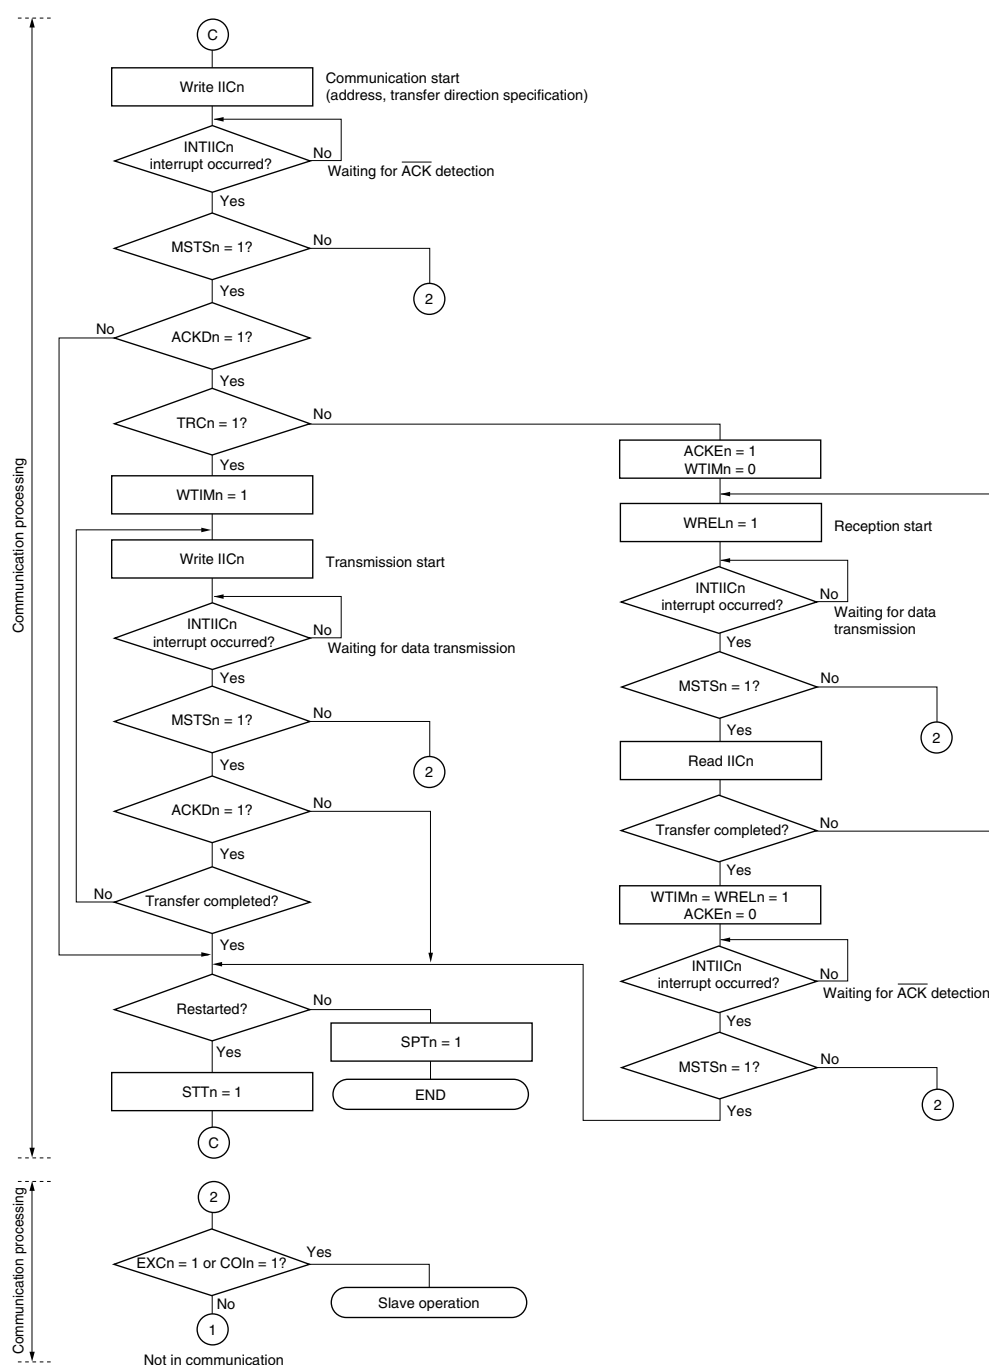 C
Write IICn
Communication start
(address, transfer direction specification)
INTIICn
interrupt occurred?
No
Waiting for ACK detection
Yes
MSTSn = 1?
No
2
Yes
ACKDn = 1?
No
Yes
TRCn = 1?
No
Yes
WTIMn = 1
Write IICn
Transmission start
INTIICn
interrupt occurred?
No
Waiting for data transmission
Yes
MSTSn = 1?
No
2
Yes
ACKDn = 1?
No
Yes
Transfer completed?
No
Yes
Restarted?
No
SPTn = 1
END
Yes
STTn = 1
C
ACKEn = 1
WTIMn = 0
WRELn = 1
Reception start
INTIICn
interrupt occurred?
No
Waiting for data
transmission
Yes
MSTSn = 1?
No
2
Yes
Read IICn
Transfer completed?
No
Yes
WTIMn = WRELn = 1
ACKEn = 0
INTIICn
interrupt occurred?
No
Waiting for ACK detection
Yes
MSTSn = 1?
No
2
Yes
Communication processing
2
EXCn = 1 or COIn = 1?
Yes
Slave operation
No
1
Not in communication
Communication processing